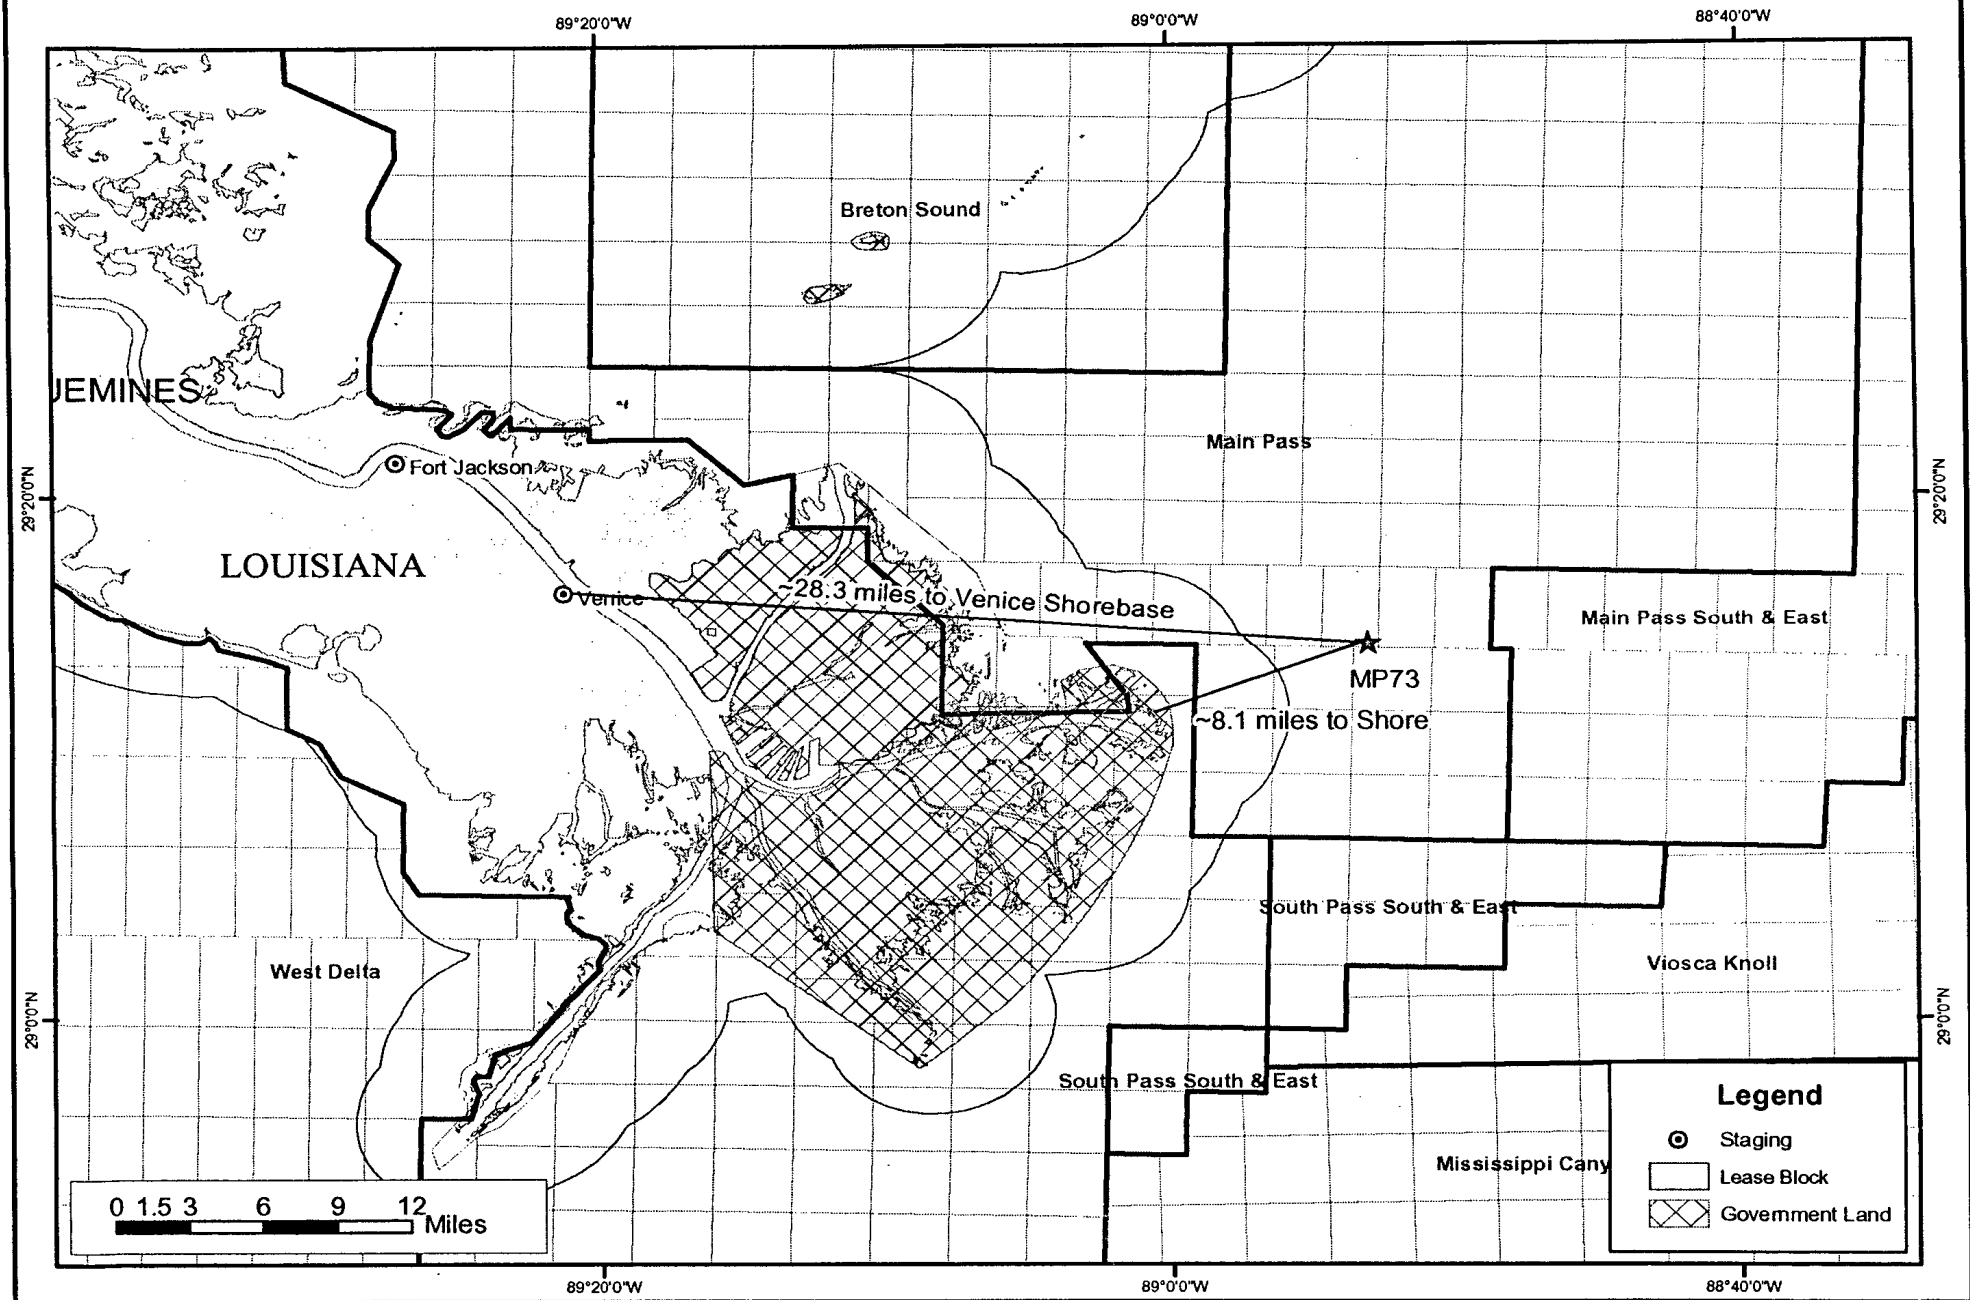 89°20'0"W
89°0'0"W
88°40'0"W
Breton Sound
JEMINES
Main Pass
Fort Jackson
29°20'0"N
29°20'0"N
LOUISIANA
Venice
~28.3 miles to Venice Shorebase
Main Pass South & East
MP73
~8.1 miles to Shore
South Pass South & East
West Delta
Viosca Knoll
29°0'0"N
29°0'0"N
South Pass South & East
Mississippi Cany
Legend
Staging
Lease Block
Government Land
0 1.5 3 6 9 12
Miles
89°20'0"W
89°0'0"W
88°40'0"W